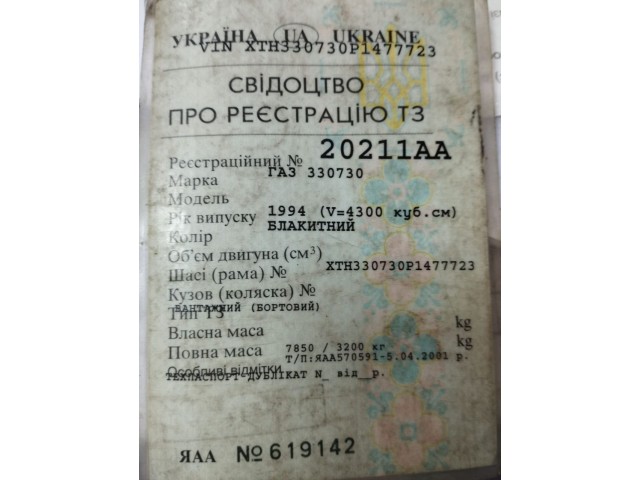 УКРАЇНА UA UKRAINE
VIN XTH330730P1477723
СВІДОЦТВО
ПРО РЕЄСТРАЦІЮ ТЗ
Реєстраційний № 20211АА
Марка ГАЗ 330730
Модель
Рік випуску 1994 (V=4300 куб.см)
Колір БЛАКИТНИЙ
Об'єм двигуна (см³)
Шасі (рама) № XTH330730P1477723
Кузов (коляска) №
Тип ТЗ ВАНТАЖНИЙ (БОРТОВИЙ)
Власна маса kg
Повна маса 7850 / 3200 кг kg
Т/П:ЯАА570591-5.04.2001 р.
Особливі відмітки
ТЕХПАСПОРТ-ДУБЛІКАТ N_ від__р.
ЯАА № 619142